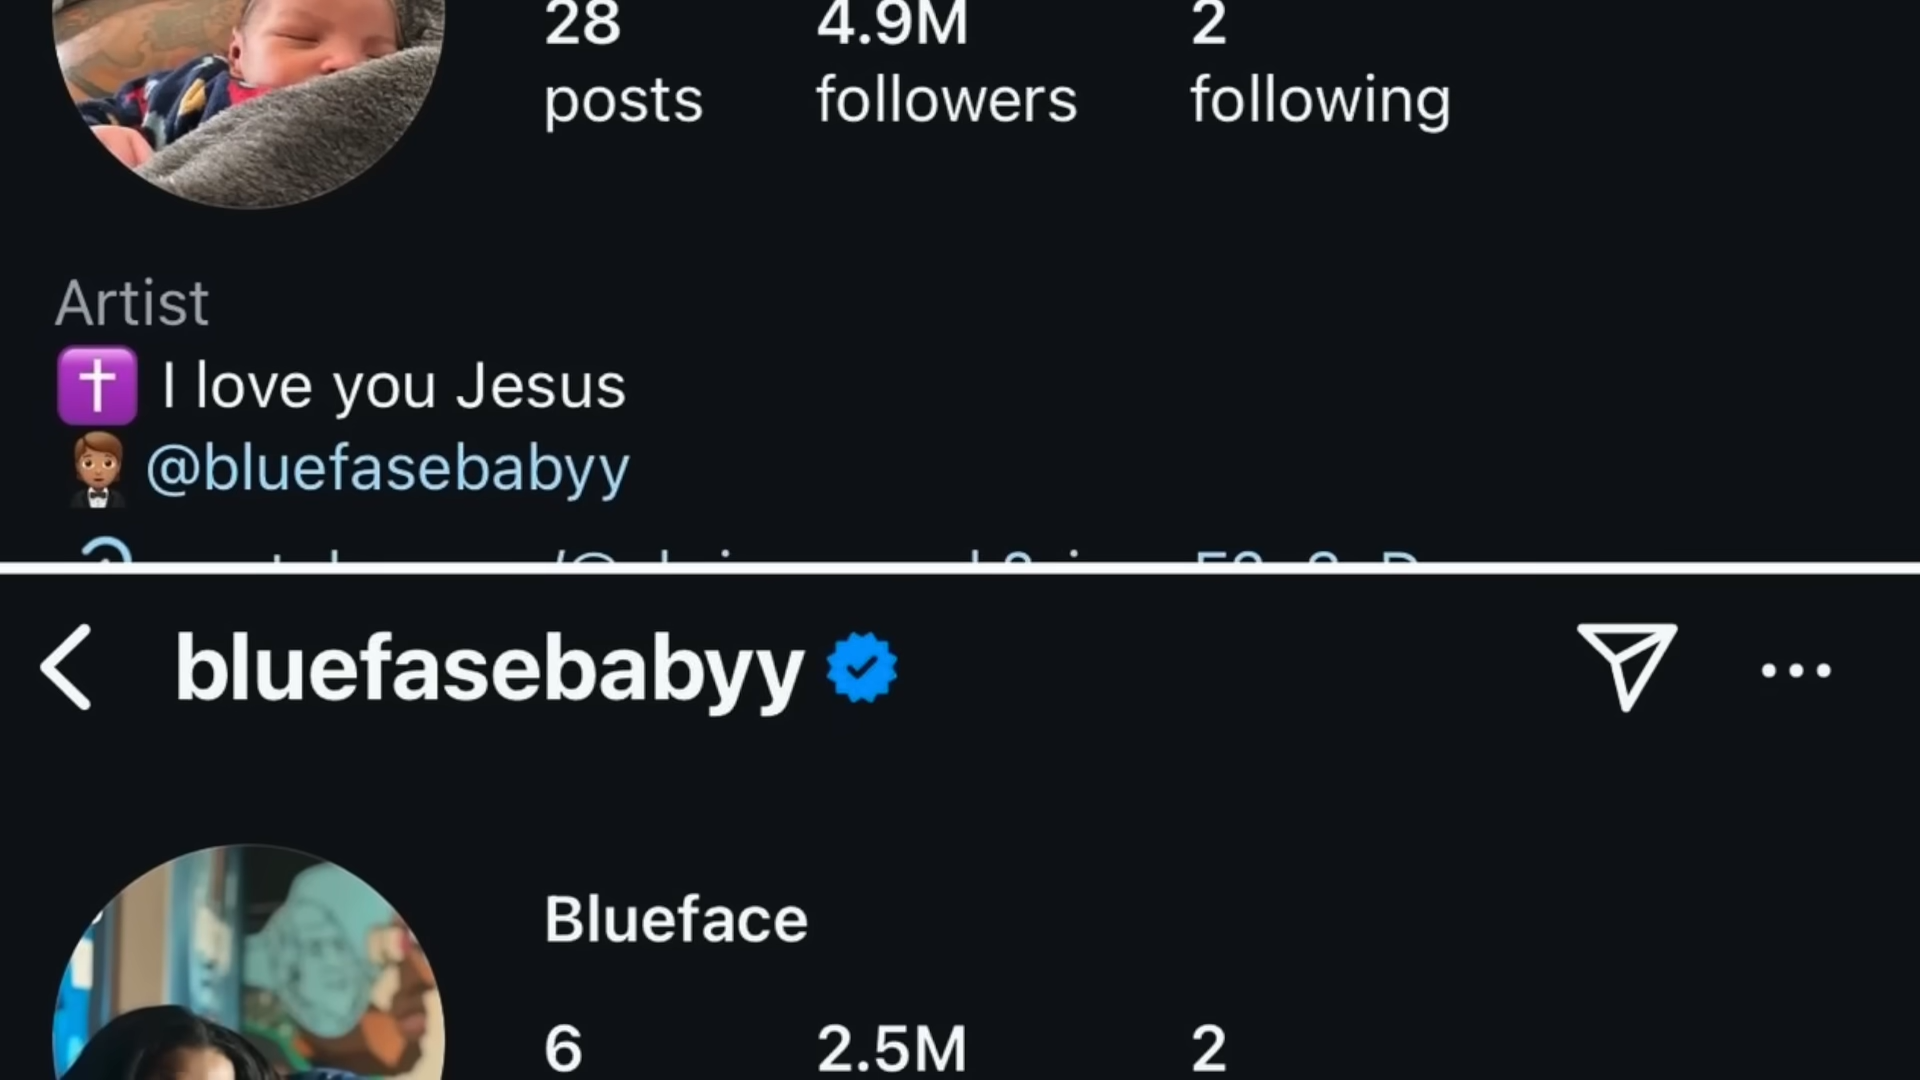 28 4.9M 2
posts followers following
Artist
I love you Jesus
@bluefasebabyy
bluefasebabyy
Blueface
6 2.5M 2